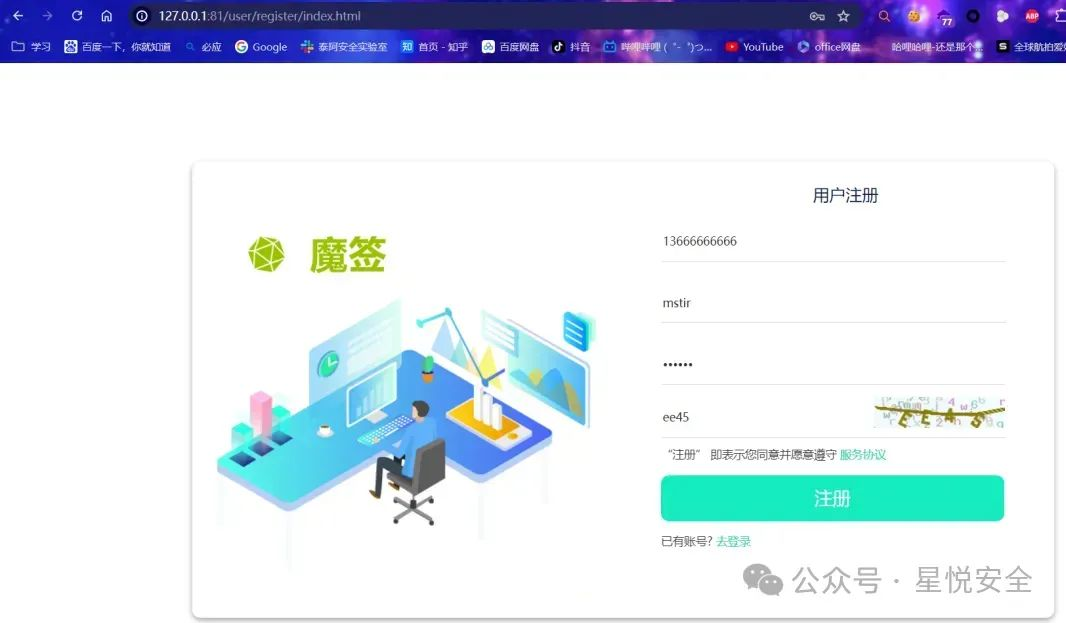 127.0.0.1:81/user/register/index.html
77
ABP
学习
百度一下，你就知道
必应
Google
泰阿安全实验室
知 首页 - 知乎
百度网盘
抖音
哔哩哔哩 ( ゜- ゜)つ...
YouTube
office网盘
哈哩哈哩-还是那个...
S 全球航拍爱
用户注册
魔签
13666666666
mstir
••••••
ee45
EE4S
“注册” 即表示您同意并愿意遵守 服务协议
注册
已有账号? 去登录
公众号 · 星悦安全